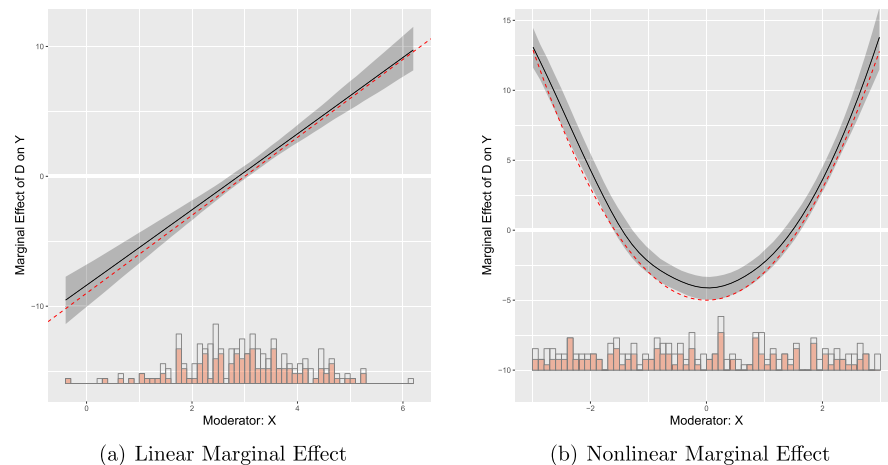 10
0
−10
Marginal Effect of D on Y
0
2
4
6
Moderator: X
(a) Linear Marginal Effect
15
10
5
0
−5
−10
Marginal Effect of D on Y
−2
0
2
Moderator: X
(b) Nonlinear Marginal Effect